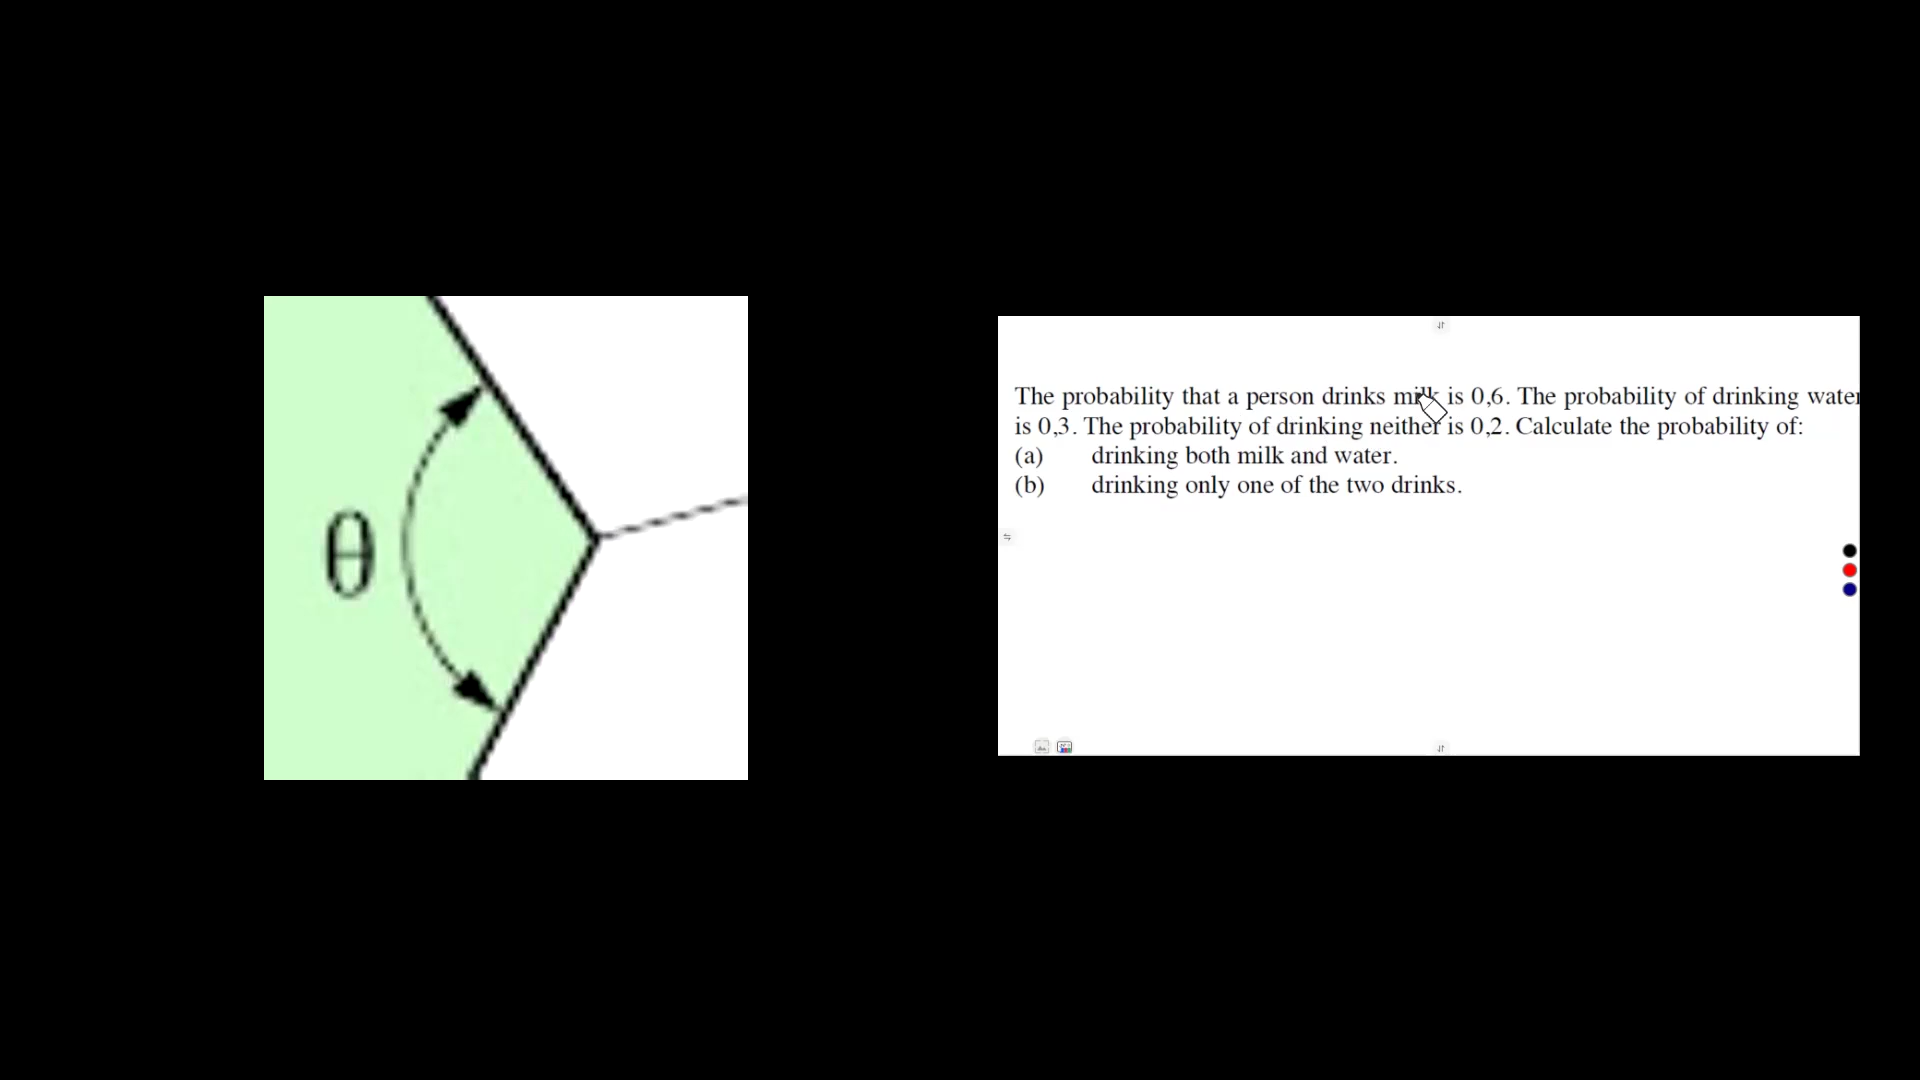 θ
The probability that a person drinks milk is 0,6. The probability of drinking water
is 0,3. The probability of drinking neither is 0,2. Calculate the probability of:
(a) drinking both milk and water.
(b) drinking only one of the two drinks.